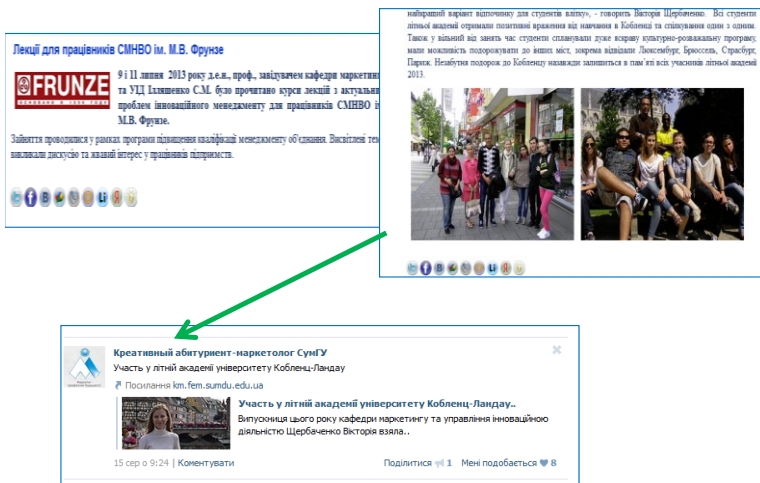 Лекції для працівників СМНВО ім. М.В. Фрунзе
FRUNZE
ОСНОВАНО В 1896 ГОДУ
9 і 11 липня 2013 року д.е.н., проф., завідувачем кафедри маркетин
та УІД Ілляшенко С.М. було прочитано курси лекцій з актуальни
проблем інноваційного менеджменту для працівників СМНВО і
М.В. Фрунзе.
Зайняття проводилися у рамках програми підвищення кваліфікації менеджменту об'єднання. Висвітлені тем
викликали дискусію та жвавий інтерес у працівників підприємств.
найкращий варіант відпочинку для студентів влітку», - говорить Вікторія Щербаченко. Всі студенти
літньої академії отримали позитивні враження від навчання в Кобленці та спілкування один з одним.
Також у вільний від занять час студенти спланували дуже яскраву культурно-розважальну програму,
мали можливість подорожувати до інших міст, зокрема відвідали Люксембург, Брюссель, Страсбург,
Париж. Незабутня подорож до Кобленцу назавжди залишиться в пам'яті всіх учасників літньої академії
2013.
Креативный абитуриент-маркетолог СумГУ
Участь у літній академії університету Кобленц-Ландау
Посилання km.fem.sumdu.edu.ua
Участь у літній академії університету Кобленц-Ландау..
Випускниця цього року кафедри маркетингу та управління інноваційною
діяльністю Щербаченко Вікторія взяла..
15 сер о 9:24 | Коментувати
Поділитися 1 Мені подобається 8